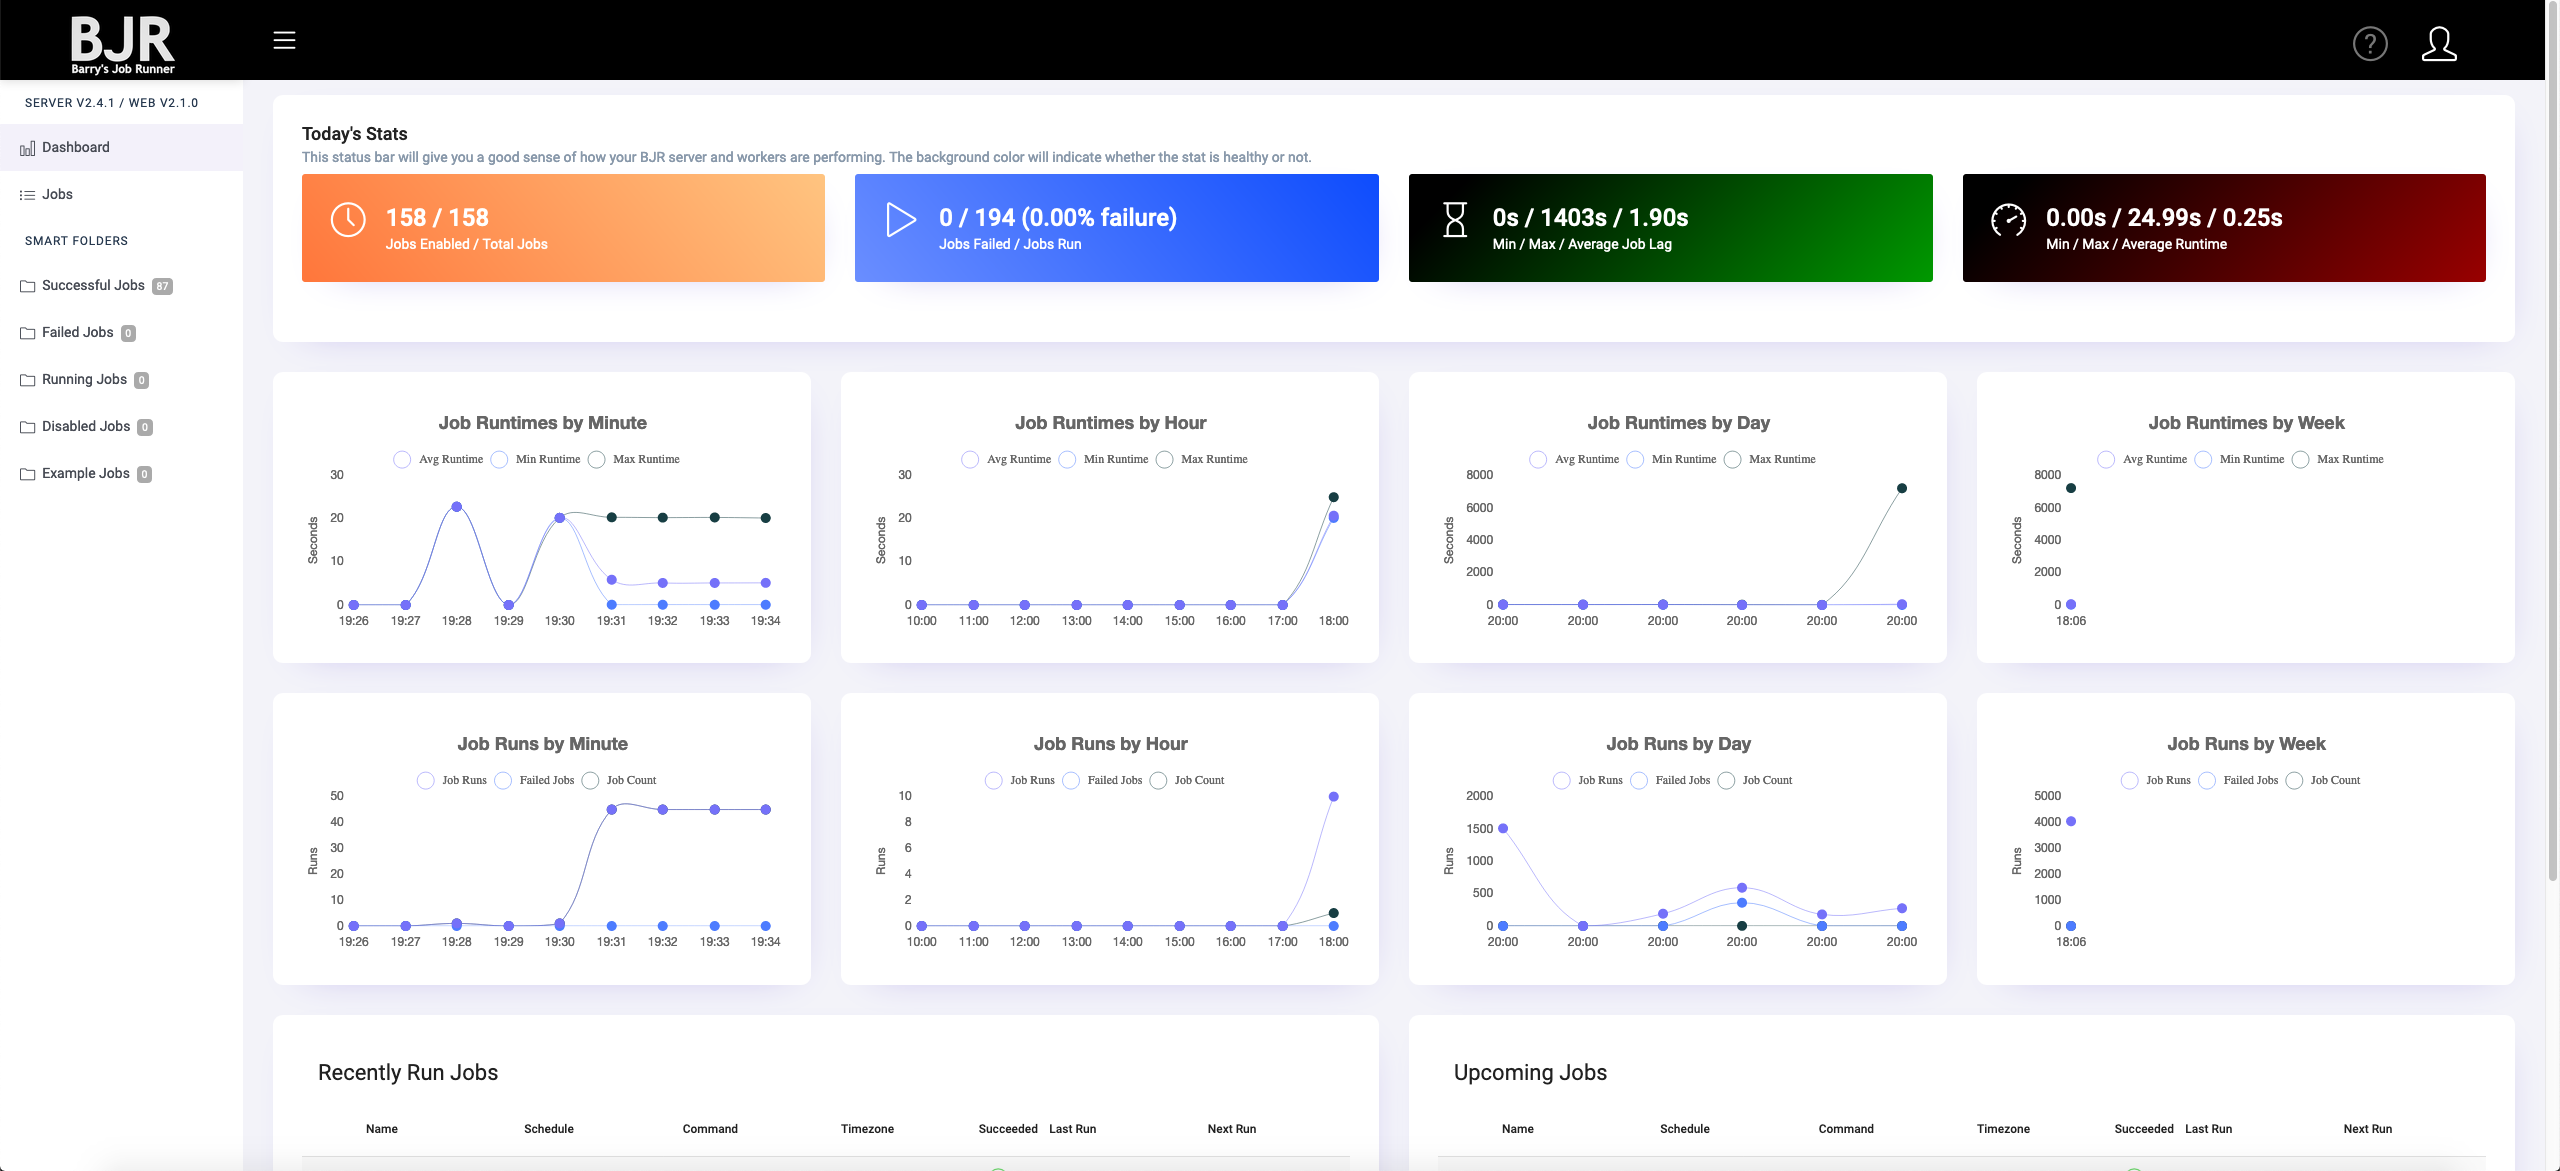 BJR
Barry's Job Runner
?
SERVER V2.4.1 / WEB V2.1.0
Dashboard
Jobs
SMART FOLDERS
Successful Jobs 87
Failed Jobs 0
Running Jobs 0
Disabled Jobs 0
Example Jobs 0
Today's Stats
This status bar will give you a good sense of how your BJR server and workers are performing. The background color will indicate whether the stat is healthy or not.
158 / 158
Jobs Enabled / Total Jobs
0 / 194 (0.00% failure)
Jobs Failed / Jobs Run
0s / 1403s / 1.90s
Min / Max / Average Job Lag
0.00s / 24.99s / 0.25s
Min / Max / Average Runtime
Job Runtimes by Minute
Avg Runtime Min Runtime Max Runtime
Seconds
30
20
10
0
19:26 19:27 19:28 19:29 19:30 19:31 19:32 19:33 19:34
Job Runtimes by Hour
Avg Runtime Min Runtime Max Runtime
Seconds
30
20
10
0
10:00 11:00 12:00 13:00 14:00 15:00 16:00 17:00 18:00
Job Runtimes by Day
Avg Runtime Min Runtime Max Runtime
Seconds
8000
6000
4000
2000
0
20:00 20:00 20:00 20:00 20:00 20:00
Job Runtimes by Week
Avg Runtime Min Runtime Max Runtime
Seconds
8000
6000
4000
2000
0
18:06
Job Runs by Minute
Job Runs Failed Jobs Job Count
Runs
50
40
30
20
10
0
19:26 19:27 19:28 19:29 19:30 19:31 19:32 19:33 19:34
Job Runs by Hour
Job Runs Failed Jobs Job Count
Runs
10
8
6
4
2
0
10:00 11:00 12:00 13:00 14:00 15:00 16:00 17:00 18:00
Job Runs by Day
Job Runs Failed Jobs Job Count
Runs
2000
1500
1000
500
0
20:00 20:00 20:00 20:00 20:00 20:00
Job Runs by Week
Job Runs Failed Jobs Job Count
Runs
5000
4000
3000
2000
1000
0
18:06
Recently Run Jobs
Name Schedule Command Timezone Succeeded Last Run Next Run
Upcoming Jobs
Name Schedule Command Timezone Succeeded Last Run Next Run